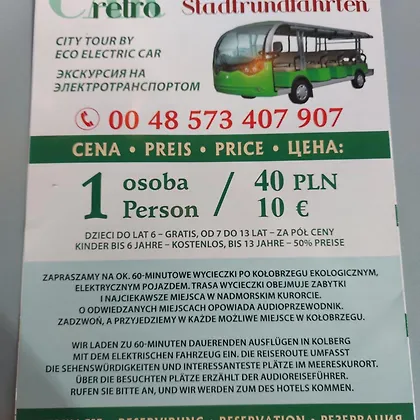 retro Stadtrundfahrten
CITY TOUR BY
ECO ELECTRIC CAR
ЭКСКУРСИЯ НА
ЭЛЕКТРОТРАНСПОРТОМ
00 48 573 407 907
CENA • PREIS • PRICE • ЦЕНА:
1 osoba / 40 PLN
Person 10 €
DZIECI DO LAT 6 – GRATIS, OD 7 DO 13 LAT – ZA PÓŁ CENY
KINDER BIS 6 JAHRE – KOSTENLOS, BIS 13 JAHRE – 50% PREISE
ZAPRASZAMY NA OK. 60-MINUTOWE WYCIECZKI PO KOŁOBRZEGU EKOLOGICZNYM,
ELEKTRYCZNYM POJAZDEM. TRASA WYCIECZKI OBEJMUJE ZABYTKI
I NAJCIEKAWSZE MIEJSCA W NADMORSKIM KURORCIE.
O ODWIEDZANYCH MIEJSCACH OPOWIADA AUDIOPRZEWODNIK.
ZADZWOŃ, A PRZYJEDZIEMY W KAŻDE MOŻLIWE MIEJSCE W KOŁOBRZEGU.
WIR LADEN ZU 60-MINUTEN DAUERENDEN AUSFLÜGEN IN KOLBERG
MIT DEM ELEKTRISCHEN FAHRZEUG EIN. DIE REISEROUTE UMFASST
DIE SEHENSWÜRDIGKEITEN UND INTERESSANTESTE PLÄTZE IM MEERESKURORT.
ÜBER DIE BESUCHTEN PLÄTZE ERZÄHLT DER AUDIOREISEFÜHRER.
RUFEN SIE BITTE AN, UND WIR WERDEN ZUM DES HOTELS KOMMEN.
RESERVIRUNG • RESERVATION • РЕЗЕРВАЦИЯ